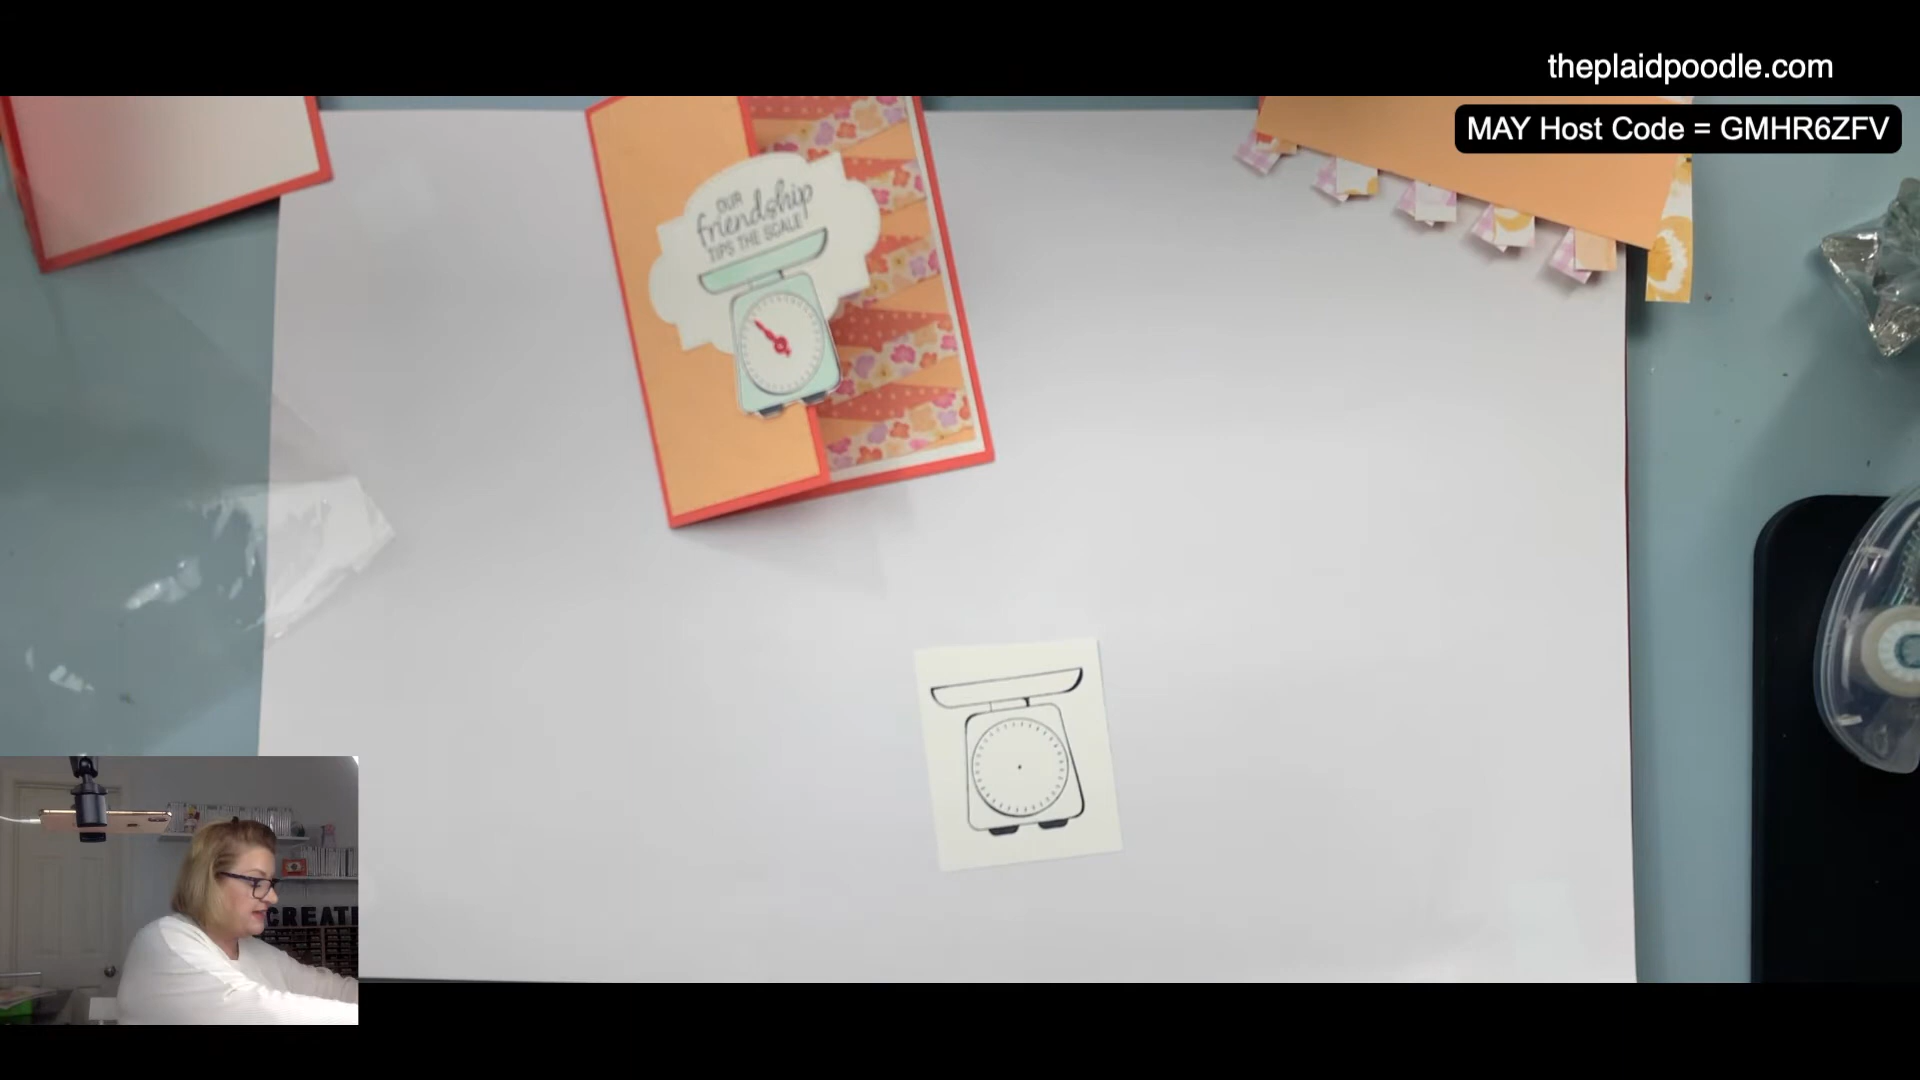 theplaidpoodle.com
MAY Host Code = GMHR6ZFV
OUR
friendship
TIPS THE SCALE
CREATE